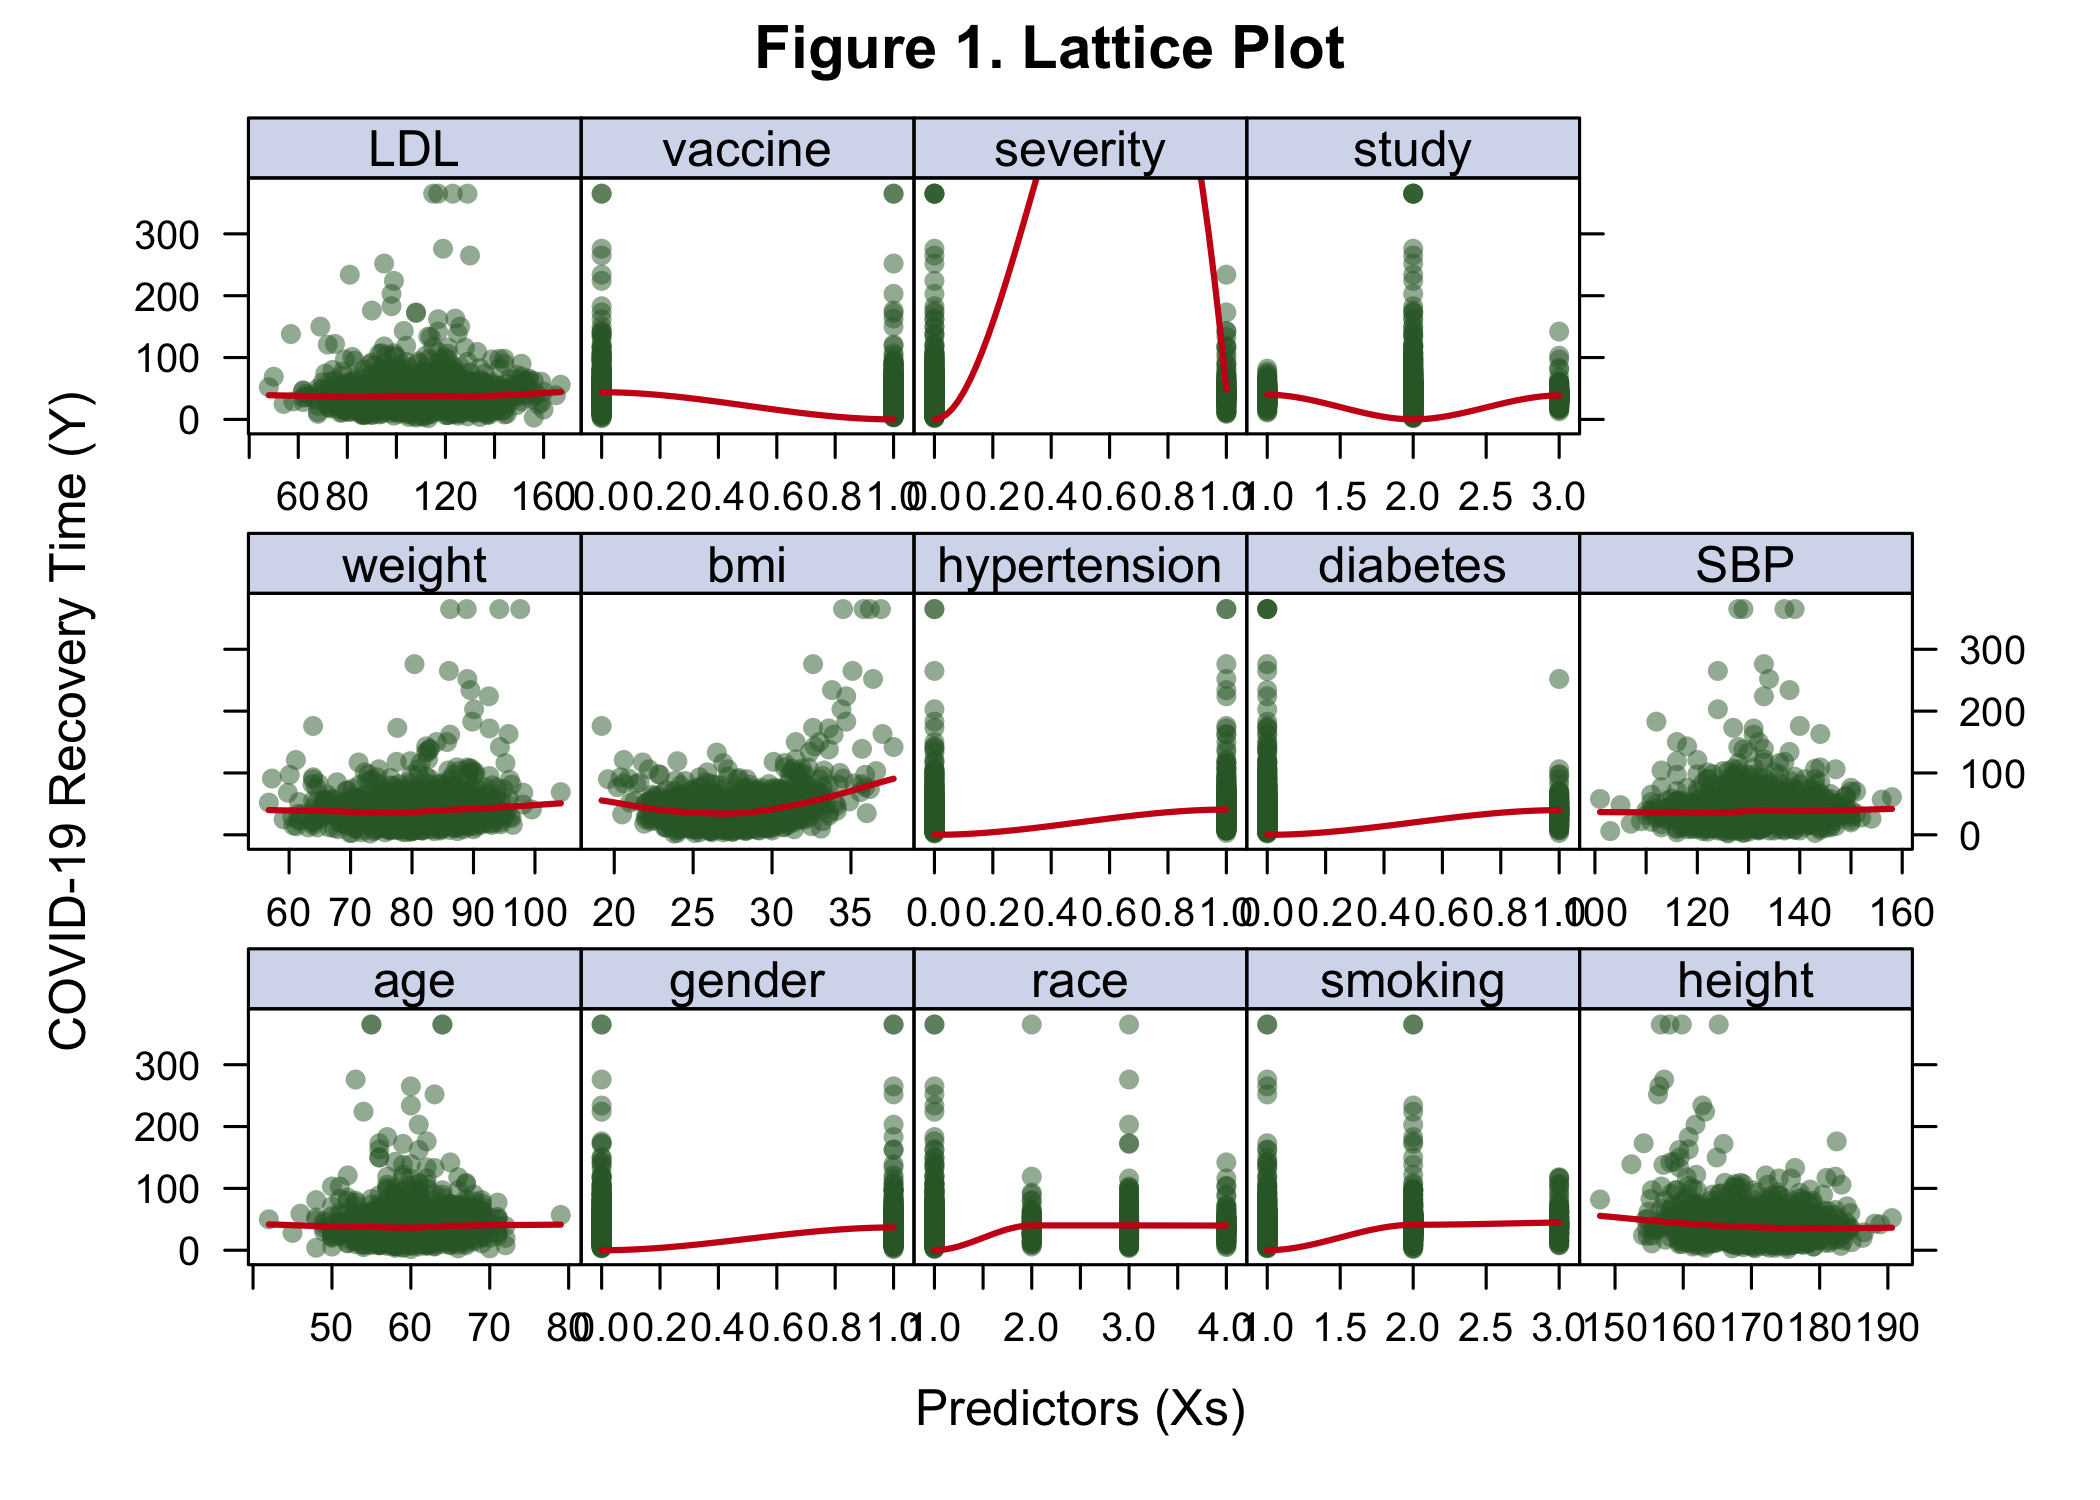 Figure 1. Lattice Plot
LDL vaccine severity study
300
200
100
0
60 80 120 160 0.0 0.2 0.4 0.6 0.8 1.0 0.0 0.2 0.4 0.6 0.8 1.0 1.0 1.5 2.0 2.5 3.0
weight bmi hypertension diabetes SBP
300
200
100
0
60 70 80 90 100 20 25 30 35 0.0 0.2 0.4 0.6 0.8 1.0 0.0 0.2 0.4 0.6 0.8 1.0 100 120 140 160
age gender race smoking height
300
200
100
0
50 60 70 80 0.0 0.2 0.4 0.6 0.8 1.0 1.0 2.0 3.0 4.0 1.0 1.5 2.0 2.5 3.0 150 160 170 180 190
COVID-19 Recovery Time (Y)
Predictors (Xs)